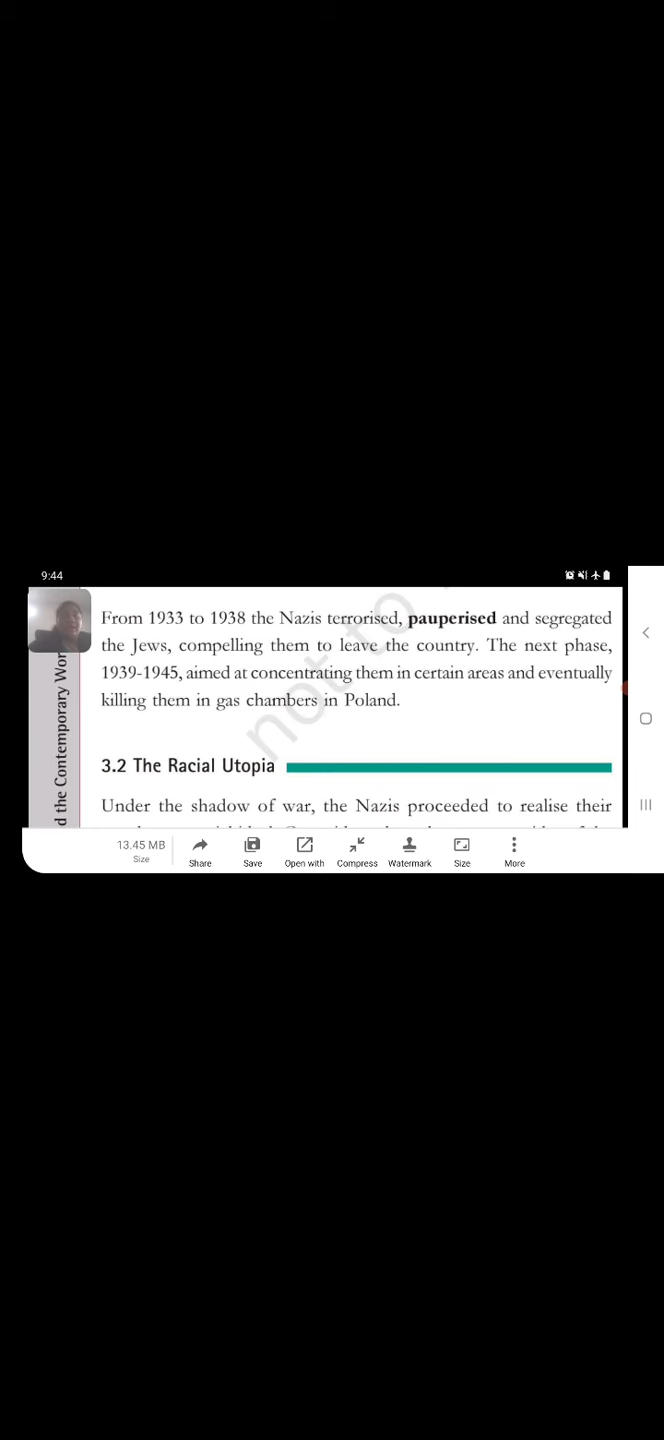 9:44
From 1933 to 1938 the Nazis terrorised, pauperised and segregated
the Jews, compelling them to leave the country. The next phase,
1939-1945, aimed at concentrating them in certain areas and eventually
killing them in gas chambers in Poland.
not to
d the Contemporary Wor
3.2 The Racial Utopia
Under the shadow of war, the Nazis proceeded to realise their
13.45 MB
Size
Share
Save
Open with
Compress
Watermark
Size
More